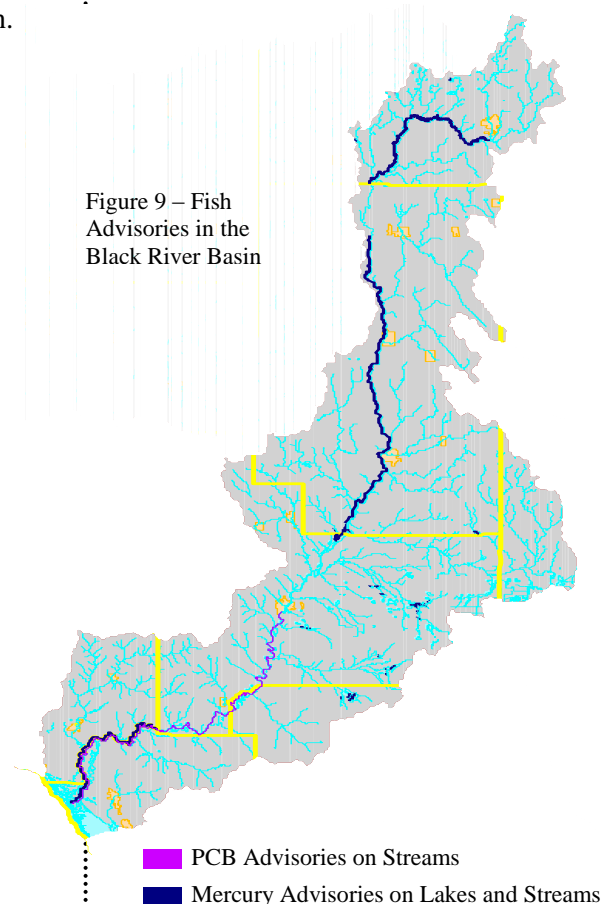 n.
Figure 9 – Fish
Advisories in the
Black River Basin
PCB Advisories on Streams
Mercury Advisories on Lakes and Streams